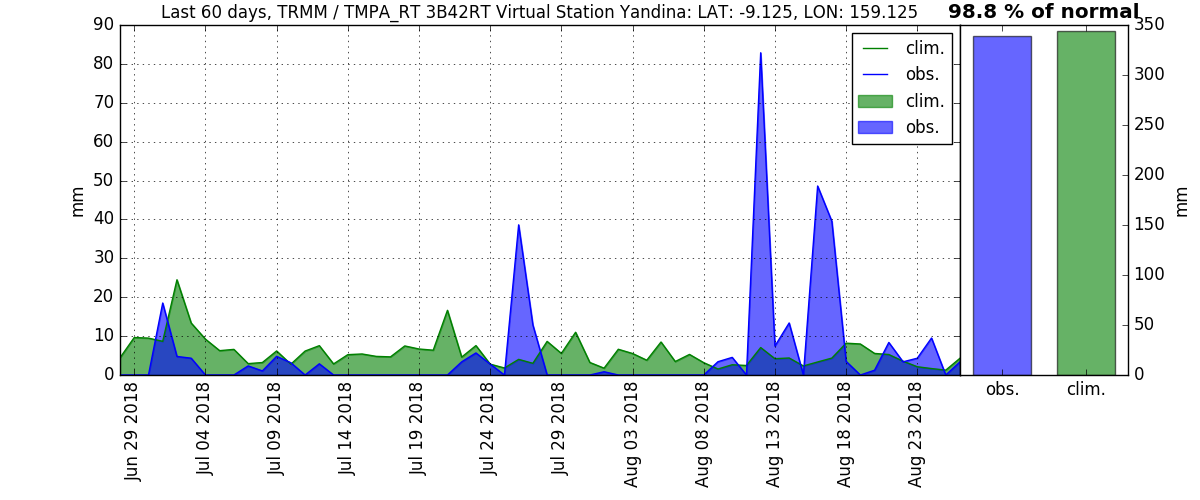 Last 60 days, TRMM / TMPA_RT 3B42RT Virtual Station Yandina: LAT: -9.125, LON: 159.125
98.8 % of normal
90
80
70
60
50
40
30
20
10
0
mm
clim.
obs.
clim.
obs.
350
300
250
200
150
100
50
0
mm
obs.
clim.
Jun 29 2018
Jul 04 2018
Jul 09 2018
Jul 14 2018
Jul 19 2018
Jul 24 2018
Jul 29 2018
Aug 03 2018
Aug 08 2018
Aug 13 2018
Aug 18 2018
Aug 23 2018